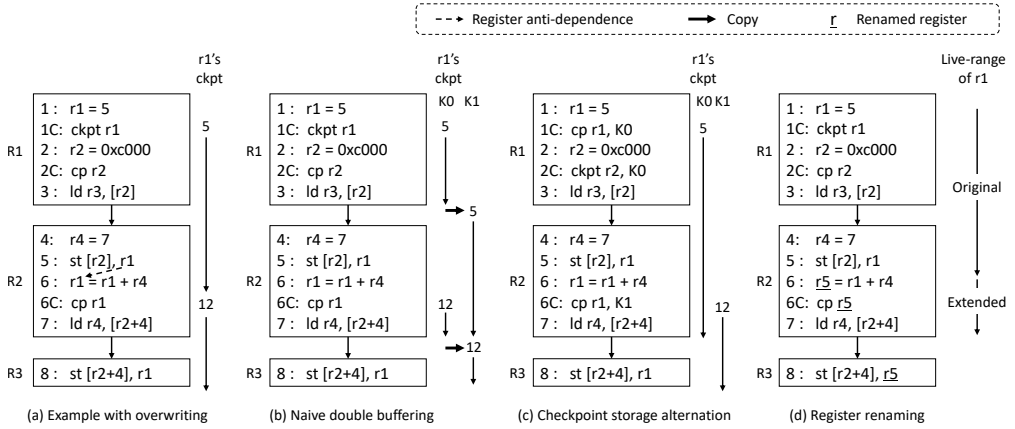 Register anti-dependence Copy r Renamed register
r1's
ckpt
1 : r1 = 5
1C: ckpt r1
2 : r2 = 0xc000
2C: cp r2
3 : ld r3, [r2]
R1
4: r4 = 7
5 : st [r2], r1
6 : r1 = r1 + r4
6C: cp r1
7 : ld r4, [r2+4]
R2
8 : st [r2+4], r1
R3
5
12
(a) Example with overwriting
r1's
ckpt
K0 K1
1 : r1 = 5
1C: ckpt r1
2 : r2 = 0xc000
2C: cp r2
3 : ld r3, [r2]
R1
4: r4 = 7
5 : st [r2], r1
6 : r1 = r1 + r4
6C: cp r1
7 : ld r4, [r2+4]
R2
8 : st [r2+4], r1
R3
5
5
12
12
(b) Naive double buffering
r1's
ckpt
K0 K1
1 : r1 = 5
1C: cp r1, K0
2 : r2 = 0xc000
2C: ckpt r2, K0
3 : ld r3, [r2]
R1
4: r4 = 7
5 : st [r2], r1
6 : r1 = r1 + r4
6C: cp r1, K1
7 : ld r4, [r2+4]
R2
8 : st [r2+4], r1
R3
5
12
(c) Checkpoint storage alternation
Live-range
of r1
1 : r1 = 5
1C: ckpt r1
2 : r2 = 0xc000
2C: cp r2
3 : ld r3, [r2]
R1
4: r4 = 7
5 : st [r2], r1
6 : r5 = r1 + r4
6C: cp r5
7 : ld r4, [r2+4]
R2
8 : st [r2+4], r5
R3
Original
Extended
(d) Register renaming